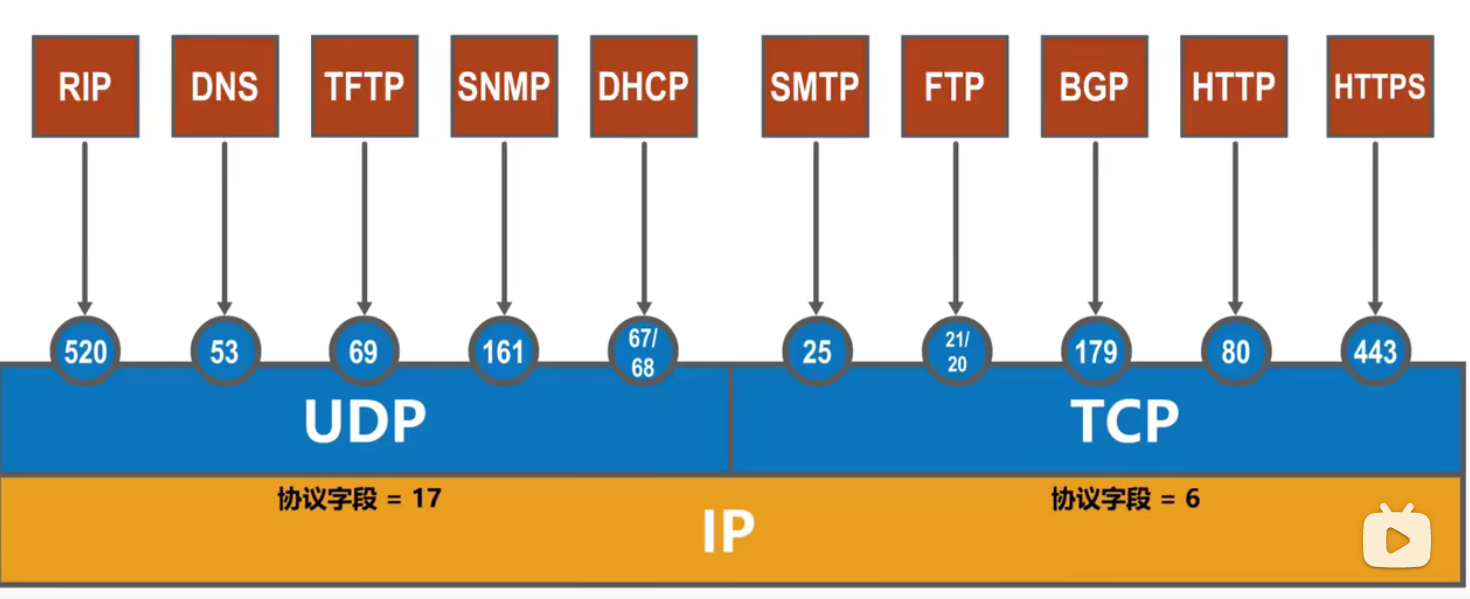 RIP DNS TFTP SNMP DHCP SMTP FTP BGP HTTP HTTPS
520 53 69 161 67/ 25 21/ 179 80 443
68 20
UDP TCP
协议字段 = 17 协议字段 = 6
IP